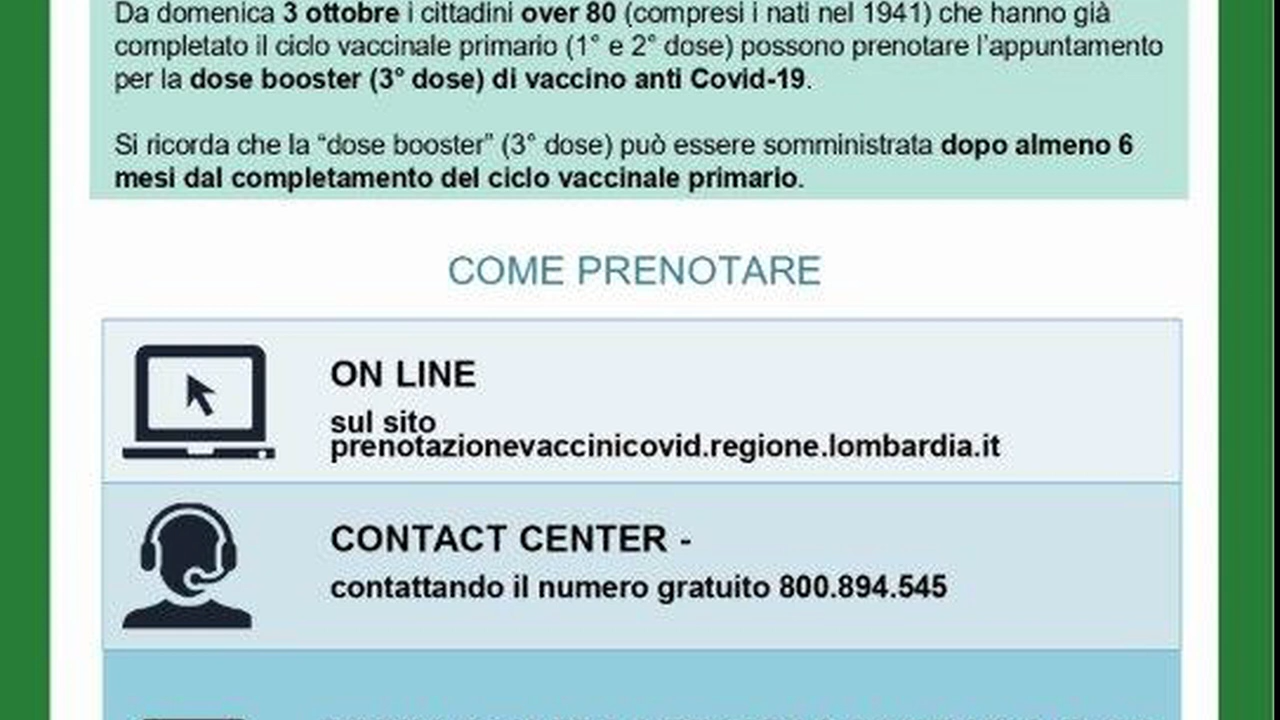 Da domenica 3 ottobre i cittadini over 80 (compresi i nati nel 1941) che hanno già
completato il ciclo vaccinale primario (1° e 2° dose) possono prenotare l'appuntamento
per la dose booster (3° dose) di vaccino anti Covid-19.
Si ricorda che la “dose booster” (3° dose) può essere somministrata dopo almeno 6
mesi dal completamento del ciclo vaccinale primario.
COME PRENOTARE
ON LINE
sul sito
prenotazionevaccinicovid.regione.lombardia.it
CONTACT CENTER -
contattando il numero gratuito 800.894.545